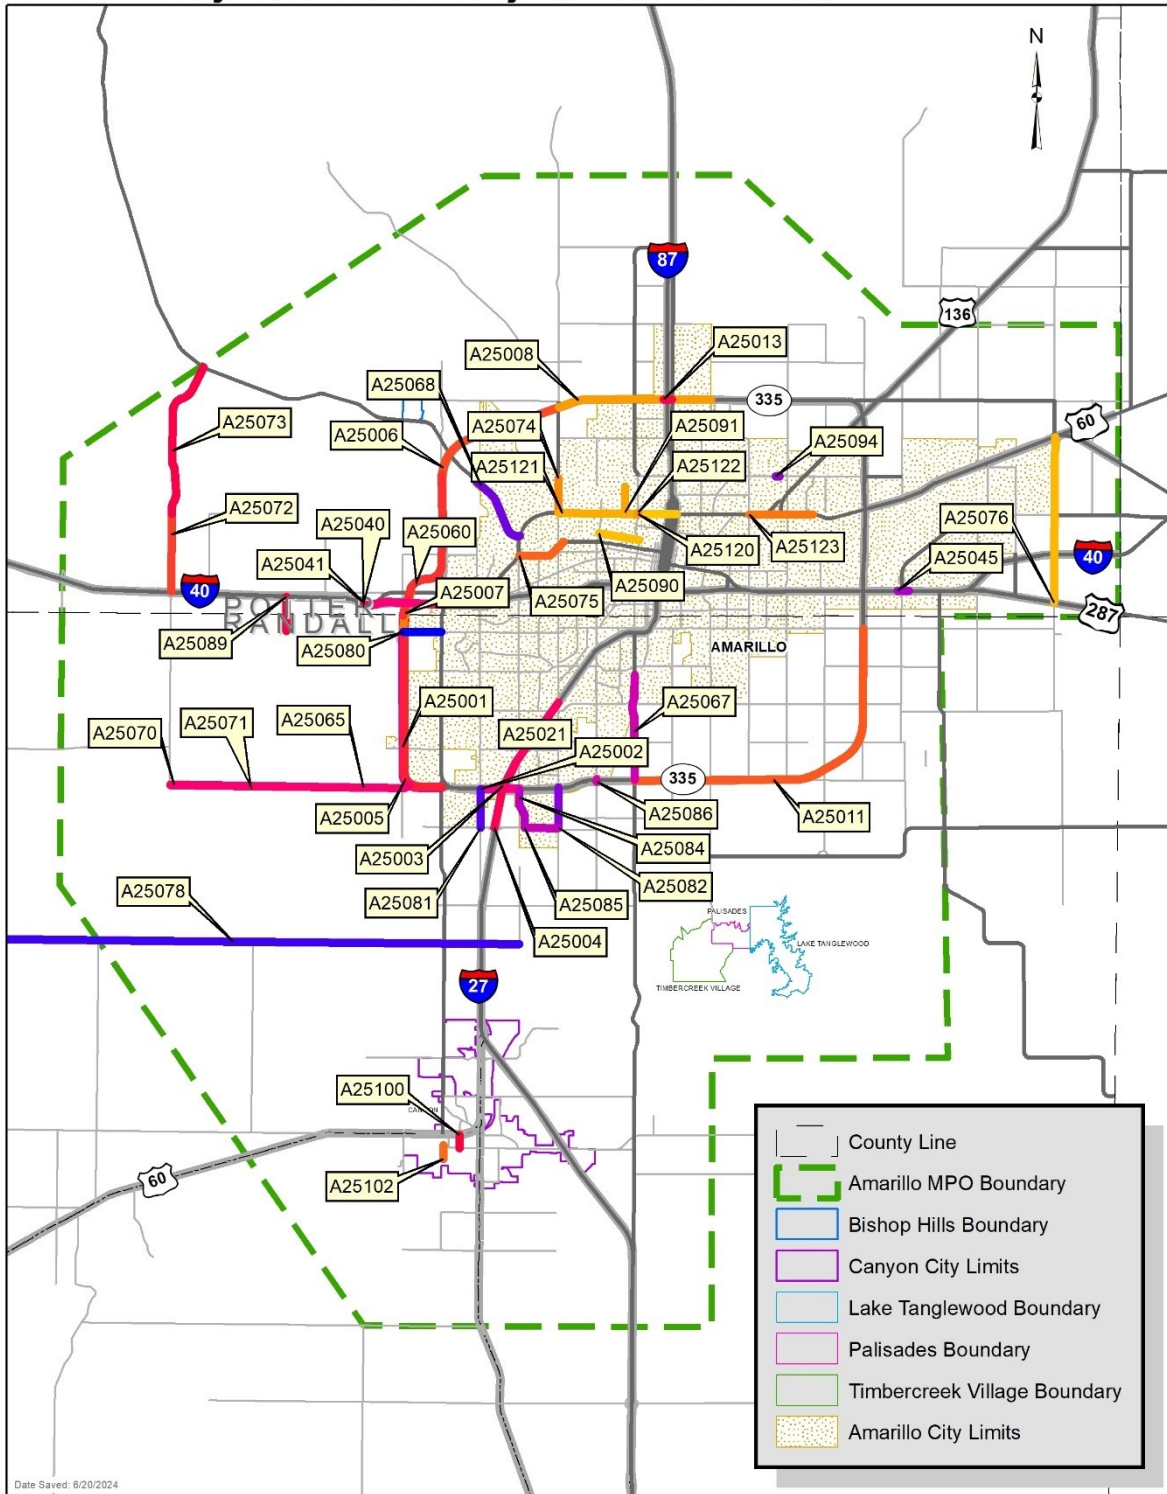 N
87
136
A25008
A25013
A25068
335
60
A25073
A25006
A25074
A25091
A25094
A25121
A25122
A25072
A25040
A25060
A25076
A25041
A25120
A25123
A25045
40
40
POTTER
A25007
A25075
A25090
287
RANDALL
A25089
A25080
AMARILLO
A25001
A25067
A25070
A25071
A25065
A25021
A25002
335
A25005
A25086
A25011
A25003
A25084
A25082
A25078
A25081
A25085
A25004
PALISADES
LAKE TANGLEWOOD
TIMBERCREEK VILLAGE
27
A25100
60
A25102
County Line
Amarillo MPO Boundary
Bishop Hills Boundary
Canyon City Limits
Lake Tanglewood Boundary
Palisades Boundary
Timbercreek Village Boundary
Amarillo City Limits
Date Saved: 6/20/2024